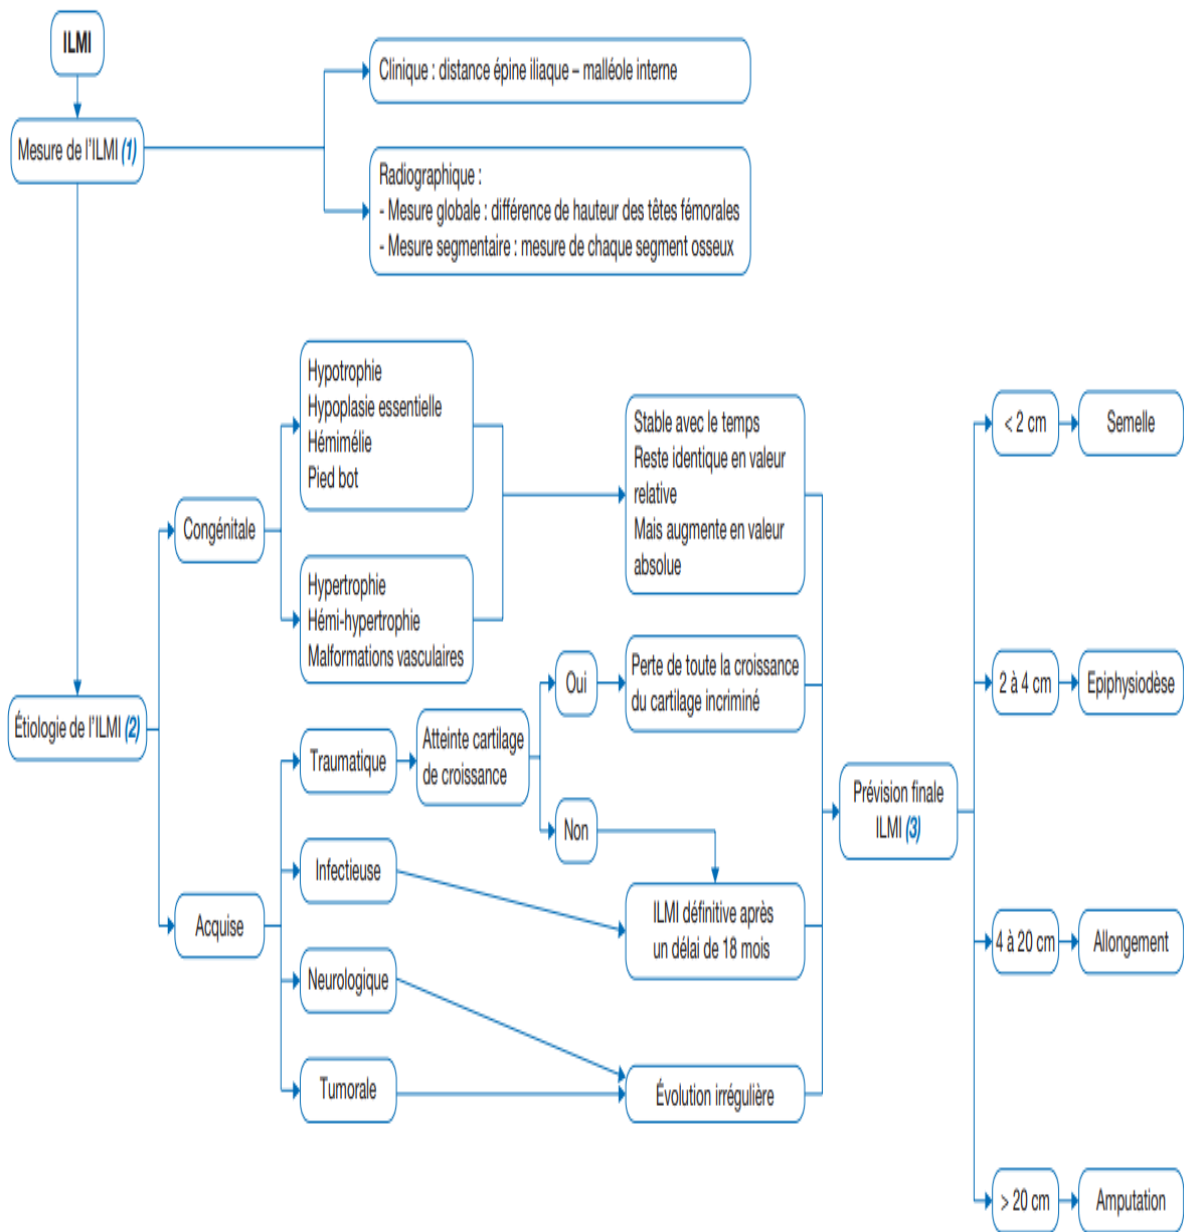 ILMI
Mesure de l'ILMI (1)
Clinique : distance épine iliaque – malléole interne
Radiographique :
- Mesure globale : différence de hauteur des têtes fémorales
- Mesure segmentaire : mesure de chaque segment osseux
Étiologie de l'ILMI (2)
Congénitale
Hypotrophie
Hypoplasie essentielle
Hémimélie
Pied bot
Hypertrophie
Hémi-hypertrophie
Malformations vasculaires
Stable avec le temps
Reste identique en valeur
relative
Mais augmente en valeur
absolue
Acquise
Traumatique
Atteinte cartilage
de croissance
Oui
Perte de toute la croissance
du cartilage incriminé
Non
Infectieuse
ILMI définitive après
un délai de 18 mois
Neurologique
Tumorale
Évolution irrégulière
Prévision finale
ILMI (3)
< 2 cm
Semelle
2 à 4 cm
Epiphysiodèse
4 à 20 cm
Allongement
> 20 cm
Amputation